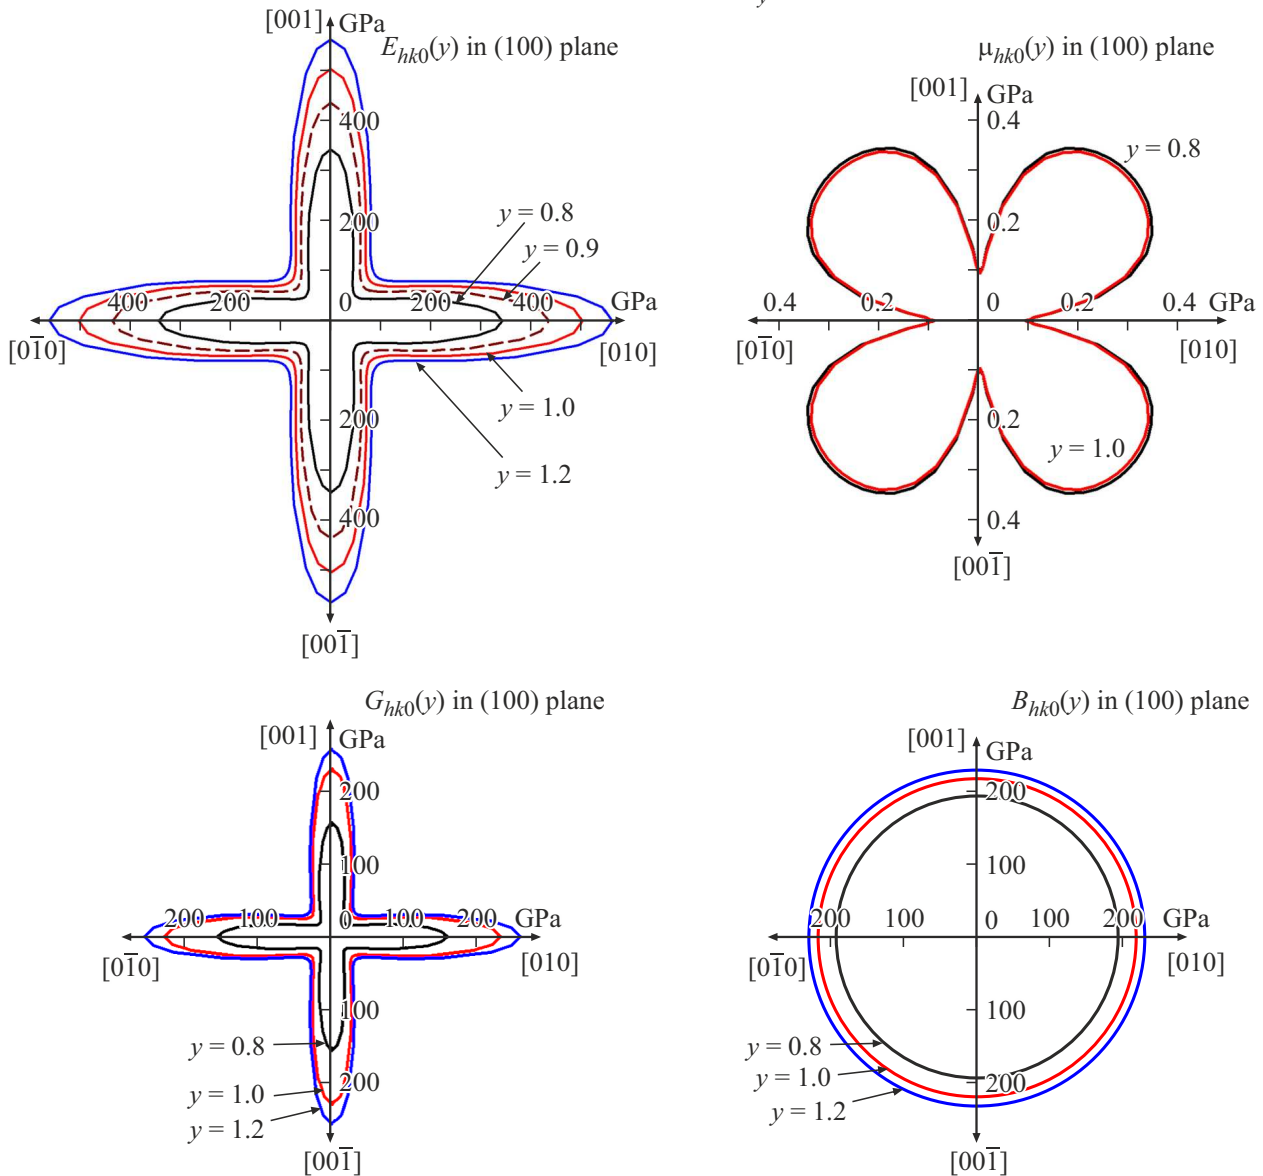 y
[001] GPa
E_hk0(y) in (100) plane
400
200
y = 0.8
y = 0.9
400 200 0 200 400 GPa
[01̅0] [010]
200
y = 1.0
y = 1.2
400
[001̅]
μ_hk0(y) in (100) plane
[001] GPa
0.4
y = 0.8
0.2
0.4 0.2 0 0.2 0.4 GPa
[01̅0] [010]
0.2
y = 1.0
0.4
[001̅]
G_hk0(y) in (100) plane
[001] GPa
200
100
200 100 0 100 200 GPa
[01̅0] [010]
100
y = 0.8
y = 1.0
200
y = 1.2
[001̅]
B_hk0(y) in (100) plane
[001] GPa
200
100
200 100 0 100 200 GPa
[01̅0] [010]
100
y = 0.8
y = 1.0
200
y = 1.2
[001̅]